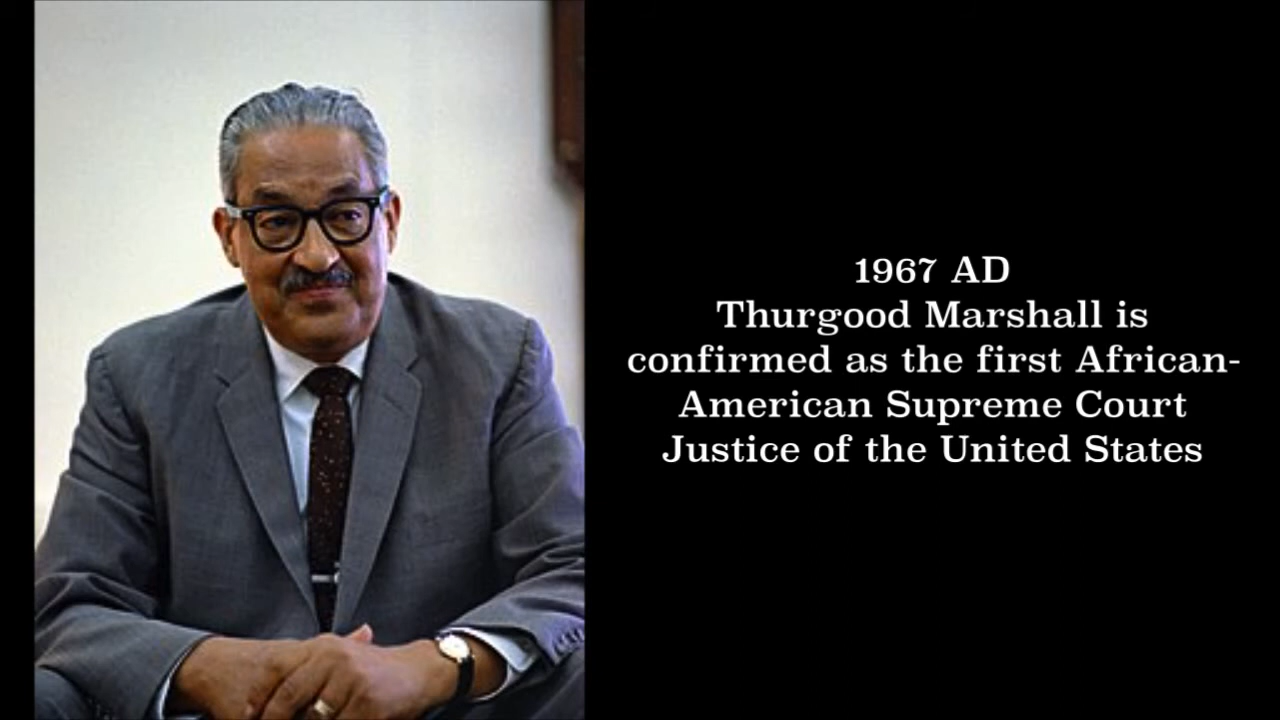 1967 AD
Thurgood Marshall is
confirmed as the first African-
American Supreme Court
Justice of the United States